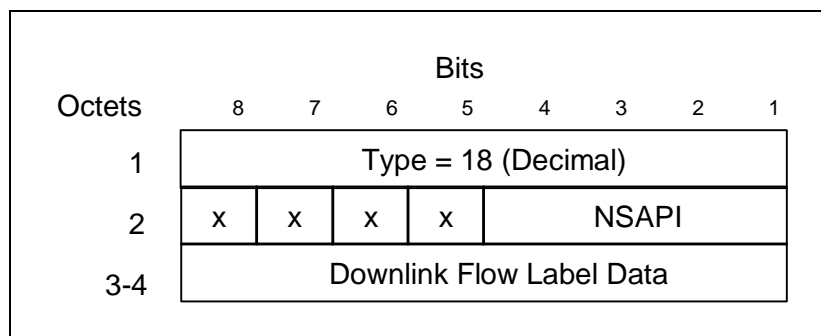 Bits
Octets 8 7 6 5 4 3 2 1
1 Type = 18 (Decimal)
2 x x x x NSAPI
3-4 Downlink Flow Label Data